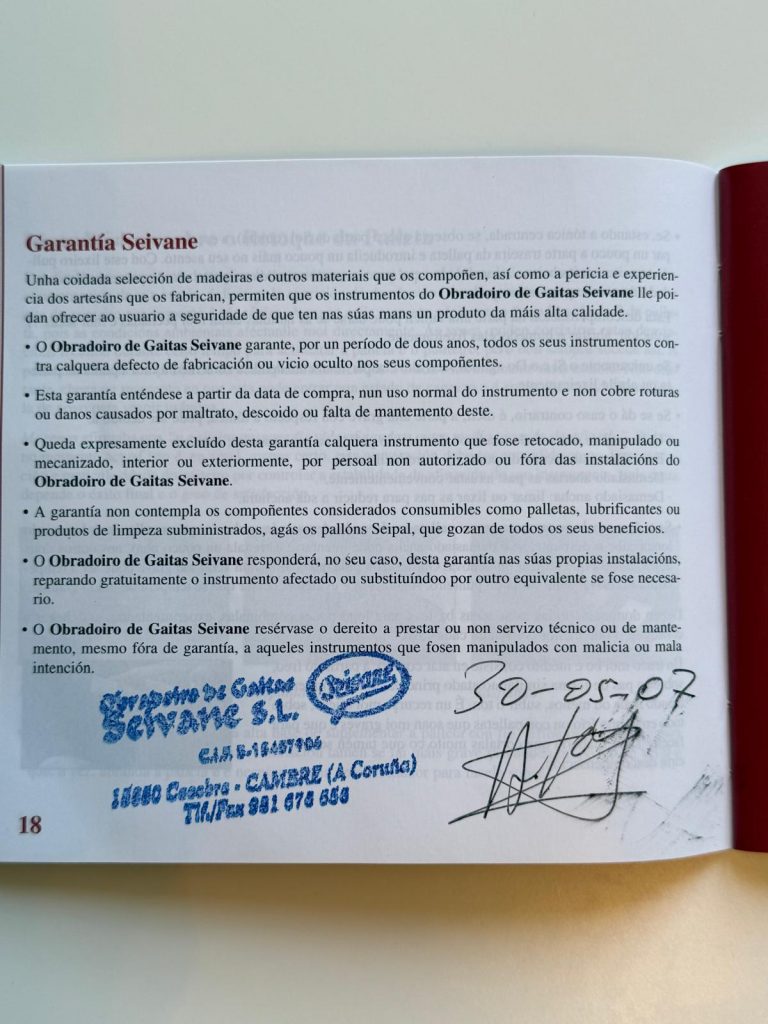 Garantía Seivane
Unha coidada selección de madeiras e outros materiais que os compoñen, así como a pericia e experien-
cia dos artesáns que os fabrican, permiten que os instrumentos do Obradoiro de Gaitas Seivane lle poi-
dan ofrecer ao usuario a seguridade de que ten nas súas mans un produto da máis alta calidade.
• O Obradoiro de Gaitas Seivane garante, por un período de dous anos, todos os seus instrumentos con-
tra calquera defecto de fabricación ou vicio oculto nos seus compoñentes.
• Esta garantía enténdese a partir da data de compra, nun uso normal do instrumento e non cobre roturas
ou danos causados por maltrato, descoido ou falta de mantemento deste.
• Queda expresamente excluído desta garantía calquera instrumento que fose retocado, manipulado ou
mecanizado, interior ou exteriormente, por persoal non autorizado ou fóra das instalacións do
Obradoiro de Gaitas Seivane.
• A garantía non contempla os compoñentes considerados consumibles como palletas, lubrificantes ou
produtos de limpeza subministrados, agás os pallóns Seipal, que gozan de todos os seus beneficios.
• O Obradoiro de Gaitas Seivane responderá, no seu caso, desta garantía nas súas propias instalacións,
reparando gratuitamente o instrumento afectado ou substituíndoo por outro equivalente se fose necesa-
rio.
• O Obradoiro de Gaitas Seivane resérvase o dereito a prestar ou non servizo técnico ou de mante-
mento, mesmo fóra de garantía, a aqueles instrumentos que fosen manipulados con malicia ou mala
intención.
Obradoiro de Gaitas
Seivane S.L.
Seivane
C.I.F.
- CAMBRE (A Coruña)
Tlf./Fax 981
30-05-07
18